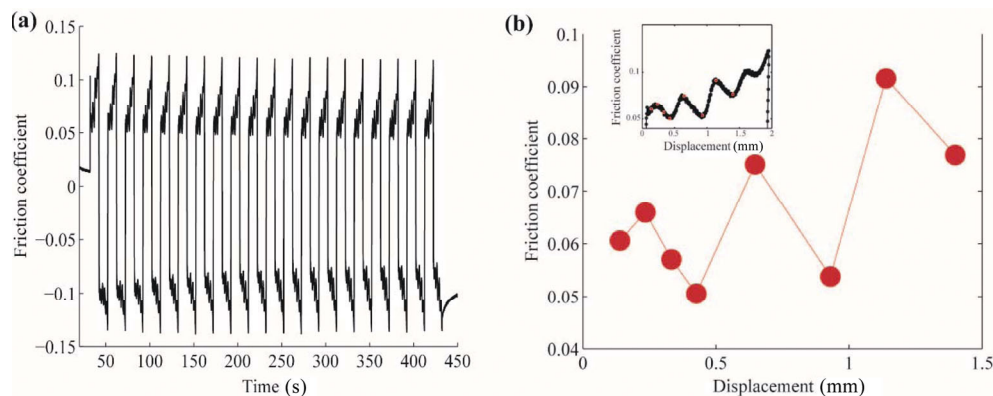 (a)
0.15
0.1
0.05
0
−0.05
−0.1
−0.15
Friction coefficient
50 100 150 200 250 300 350 400 450
Time (s)
(b)
0.1
0.09
0.08
0.07
0.06
0.05
0.04
Friction coefficient
0 0.5 1 1.5
Displacement (mm)
Friction coefficient
0.1
0.05
0 0.5 1 1.5 2
Displacement (mm)